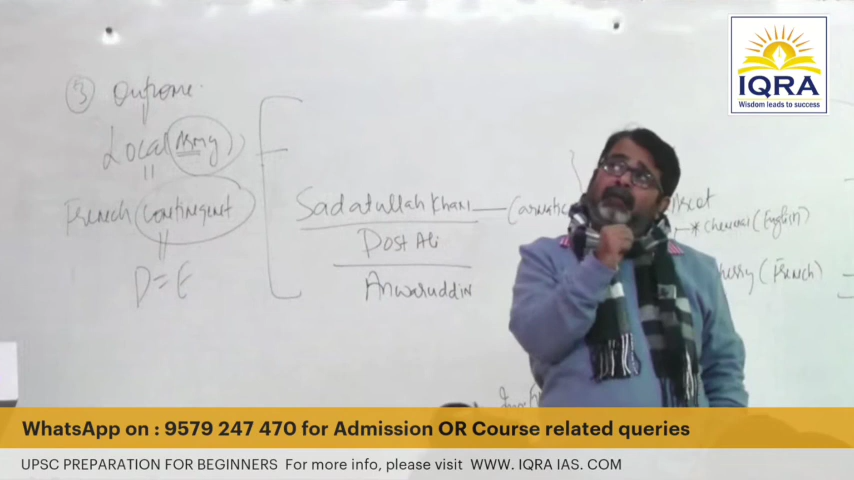 IQRA
Wisdom leads to success
③ Outcome.
Local Army
French Contingent
D = E
Sadatullah Khan — Carnatic
Dost Ali
Anwaruddin
Arcot
* Chennai (English)
cherry (French)
WhatsApp on : 9579 247 470 for Admission OR Course related queries
UPSC PREPARATION FOR BEGINNERS For more info, please visit WWW. IQRA IAS. COM